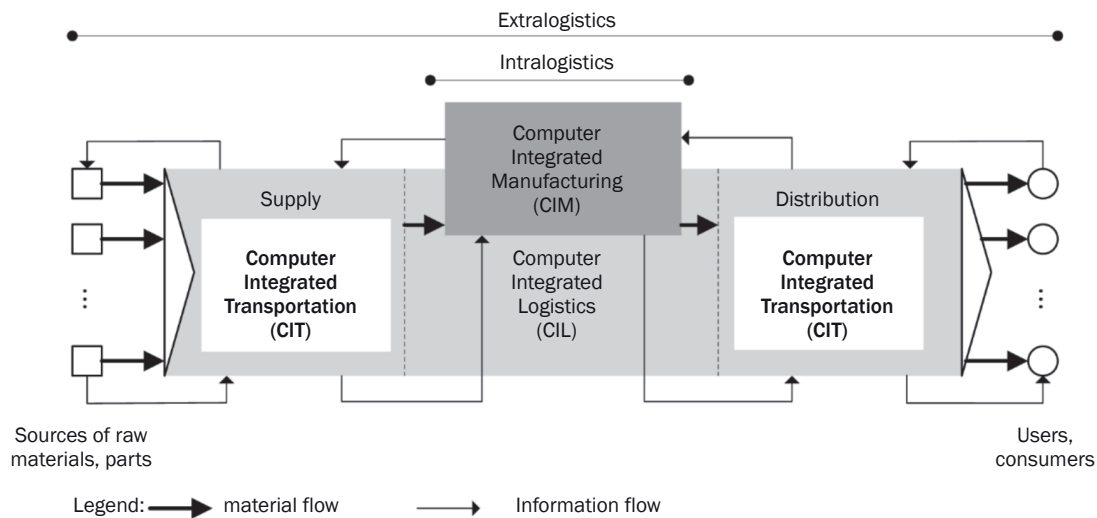 Extralogistics
Intralogistics
Computer
Integrated
Manufacturing
(CIM)
Supply
Distribution
Computer
Integrated
Transportation
(CIT)
Computer
Integrated
Logistics
(CIL)
Computer
Integrated
Transportation
(CIT)
Sources of raw
materials, parts
Users,
consumers
Legend: material flow Information flow